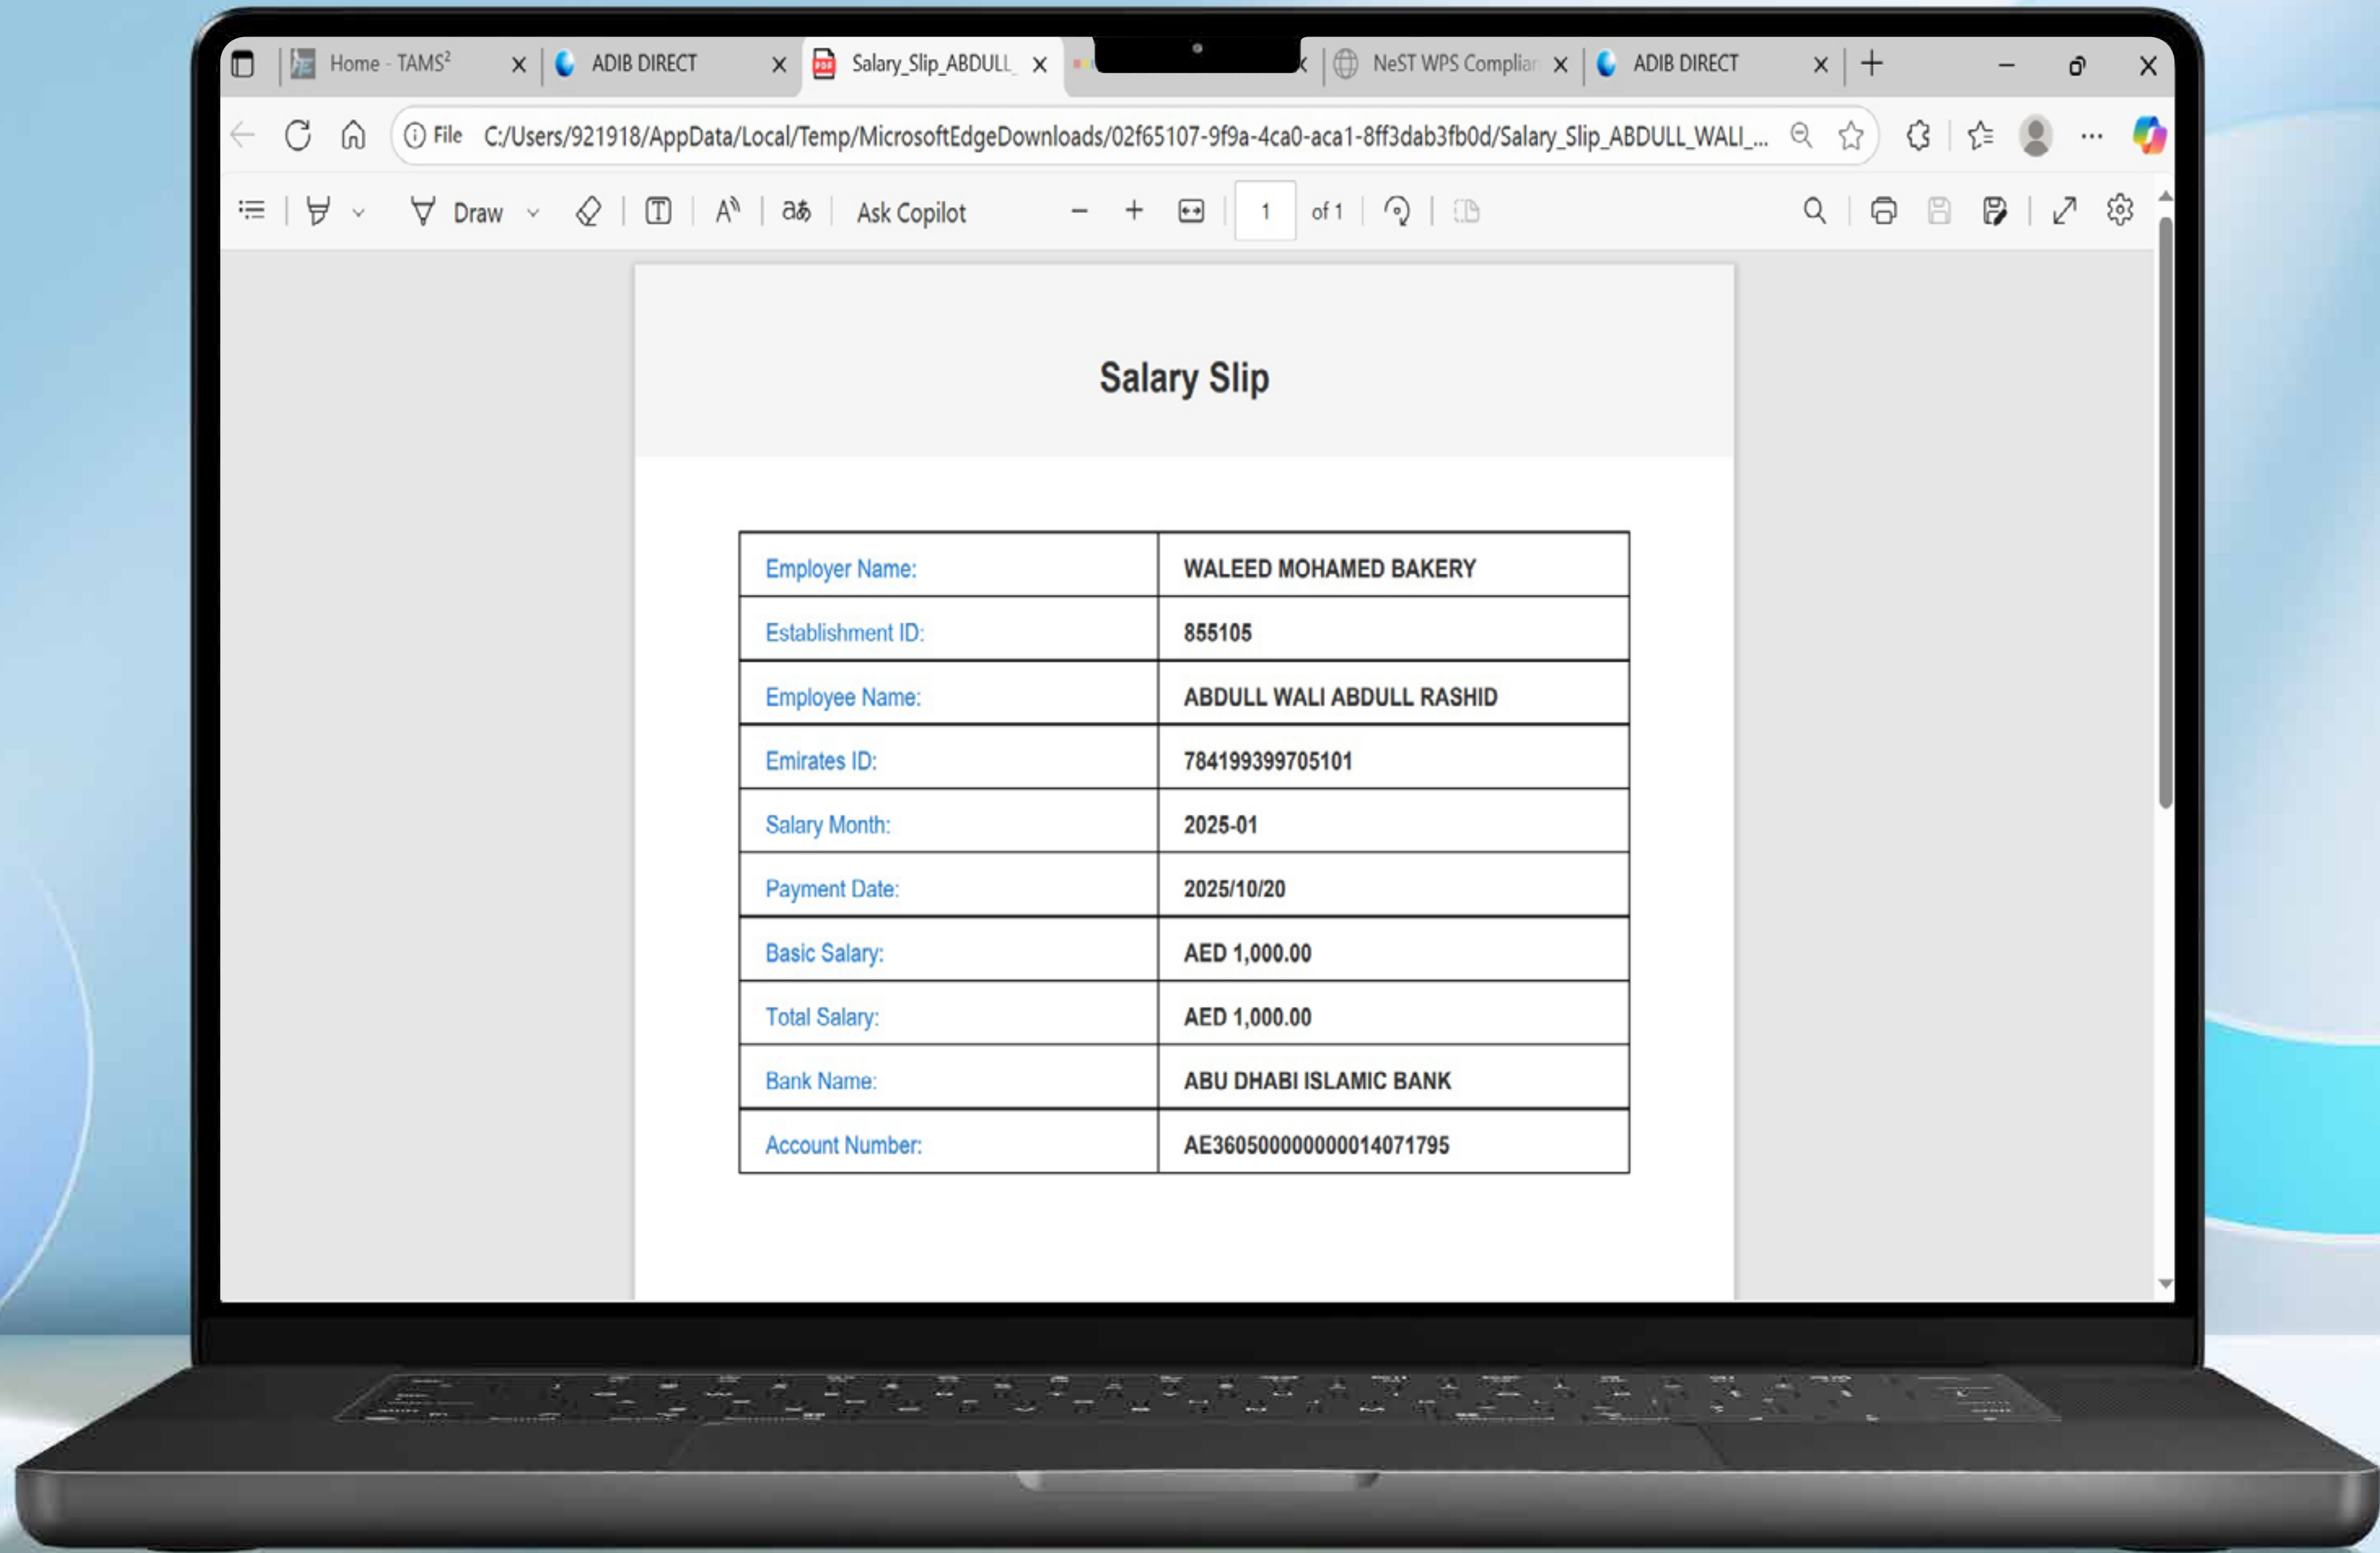 Home - TAMS²
ADIB DIRECT
Salary_Slip_ABDULL_
NeST WPS Complian
ADIB DIRECT
File C:/Users/921918/AppData/Local/Temp/MicrosoftEdgeDownloads/02f65107-9f9a-4ca0-aca1-8ff3dab3fb0d/Salary_Slip_ABDULL_WALI_...
Draw aあ Ask Copilot 1 of 1
Salary Slip
Employer Name: WALEED MOHAMED BAKERY
Establishment ID: 855105
Employee Name: ABDULL WALI ABDULL RASHID
Emirates ID: 784199399705101
Salary Month: 2025-01
Payment Date: 2025/10/20
Basic Salary: AED 1,000.00
Total Salary: AED 1,000.00
Bank Name: ABU DHABI ISLAMIC BANK
Account Number: AE360500000000014071795